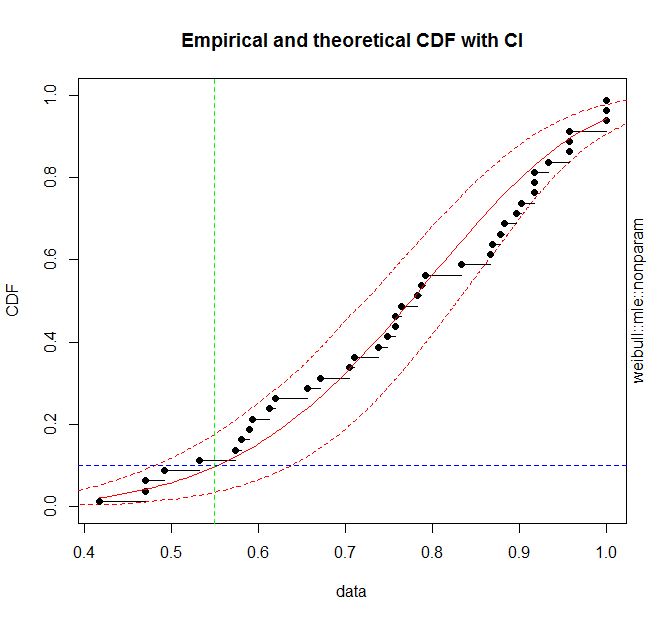 Empirical and theoretical CDF with CI
CDF
1.0
0.8
0.6
0.4
0.2
0.0
0.4 0.5 0.6 0.7 0.8 0.9 1.0
data
weibull::mle::nonparam